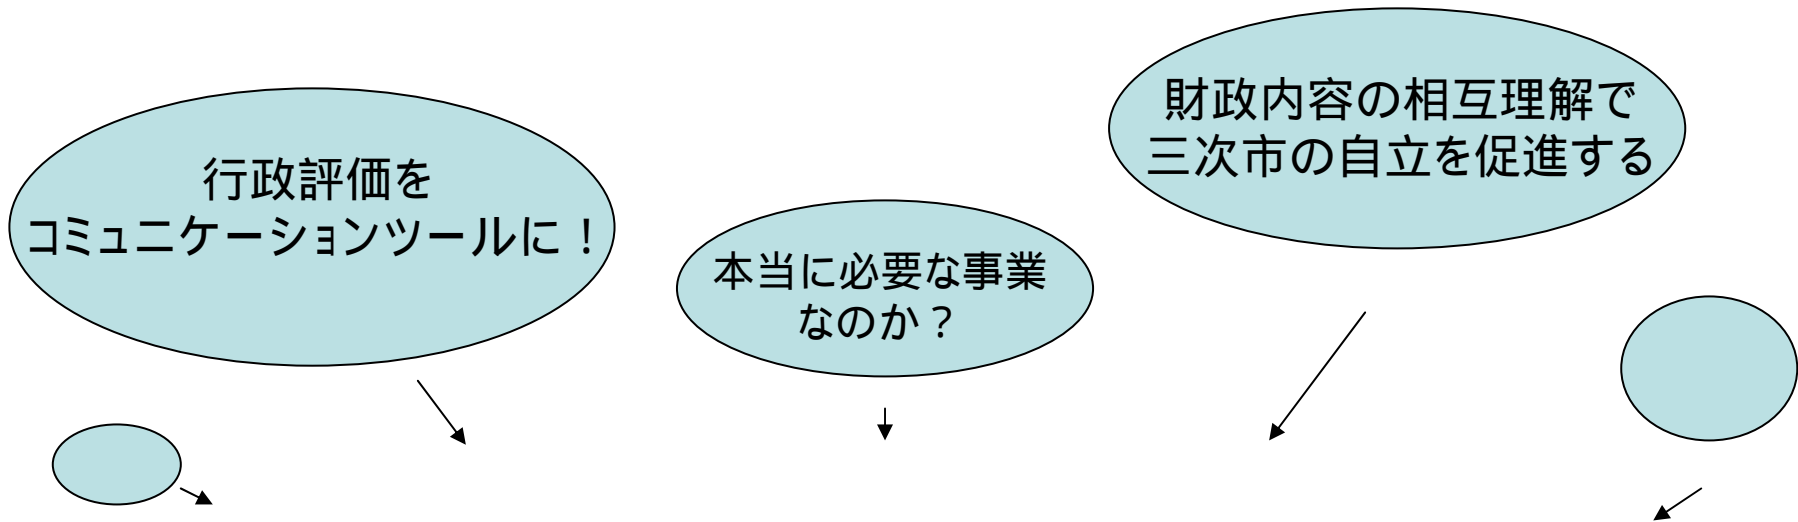 行政評価を
コミュニケーションツールに！
本当に必要な事業
なのか？
財政内容の相互理解で
三次市の自立を促進する